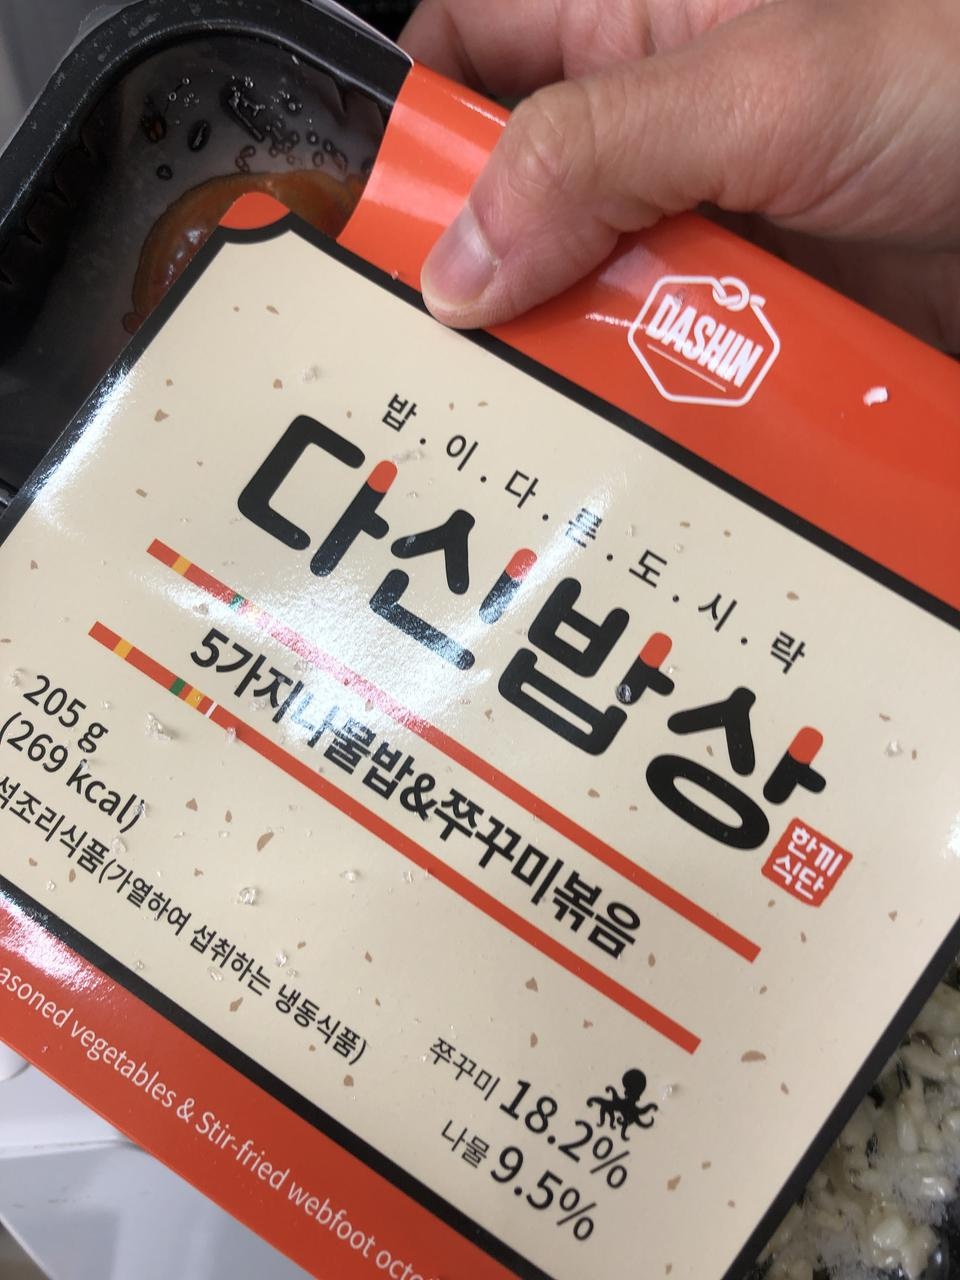 DASHIN
밥.이.다.른.도.시.락
다신밥상
한끼
식단
5가지나물밥&쭈꾸미볶음
205 g
(269 kcal)
석조리식품(가열하여 섭취하는 냉동식품)
쭈꾸미 18.2%
나물 9.5%
vegetables & Stir-fried webfoot